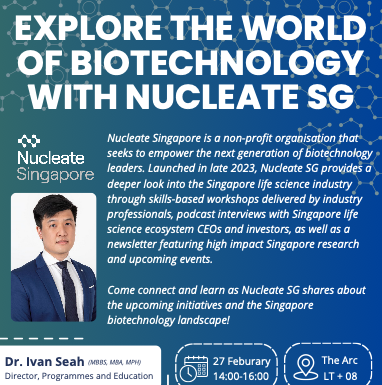 EXPLORE THE WORLD
OF BIOTECHNOLOGY
WITH NUCLEATE SG
Nucleate
Singapore
Nucleate Singapore is a non-profit organisation that
seeks to empower the next generation of biotechnology
leaders. Launched in late 2023, Nucleate SG provides a
deeper look into the Singapore life science industry
through skills-based workshops delivered by industry
professionals, podcast interviews with Singapore life
science ecosystem CEOs and investors, as well as a
newsletter featuring high impact Singapore research
and upcoming events.
Come connect and learn as Nucleate SG shares about
the upcoming initiatives and the Singapore
biotechnology landscape!
Dr. Ivan Seah (MBBS, MBA, MPH)
Director, Programmes and Education
27 Feburary
14:00-16:00
The Arc
LT + 08